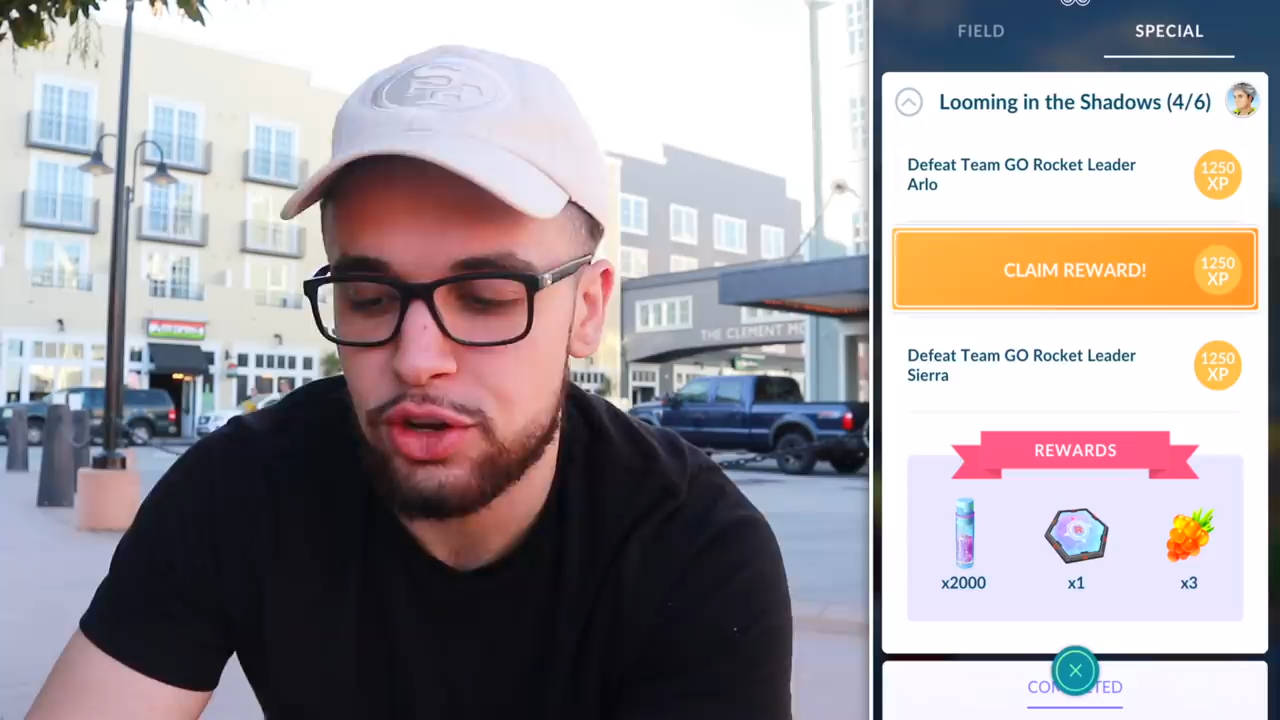 FIELD
SPECIAL
Looming in the Shadows (4/6)
Defeat Team GO Rocket Leader
Arlo
1250
XP
CLAIM REWARD!
1250
XP
Defeat Team GO Rocket Leader
Sierra
1250
XP
REWARDS
x2000
x1
x3
SF
THE CLEMENT